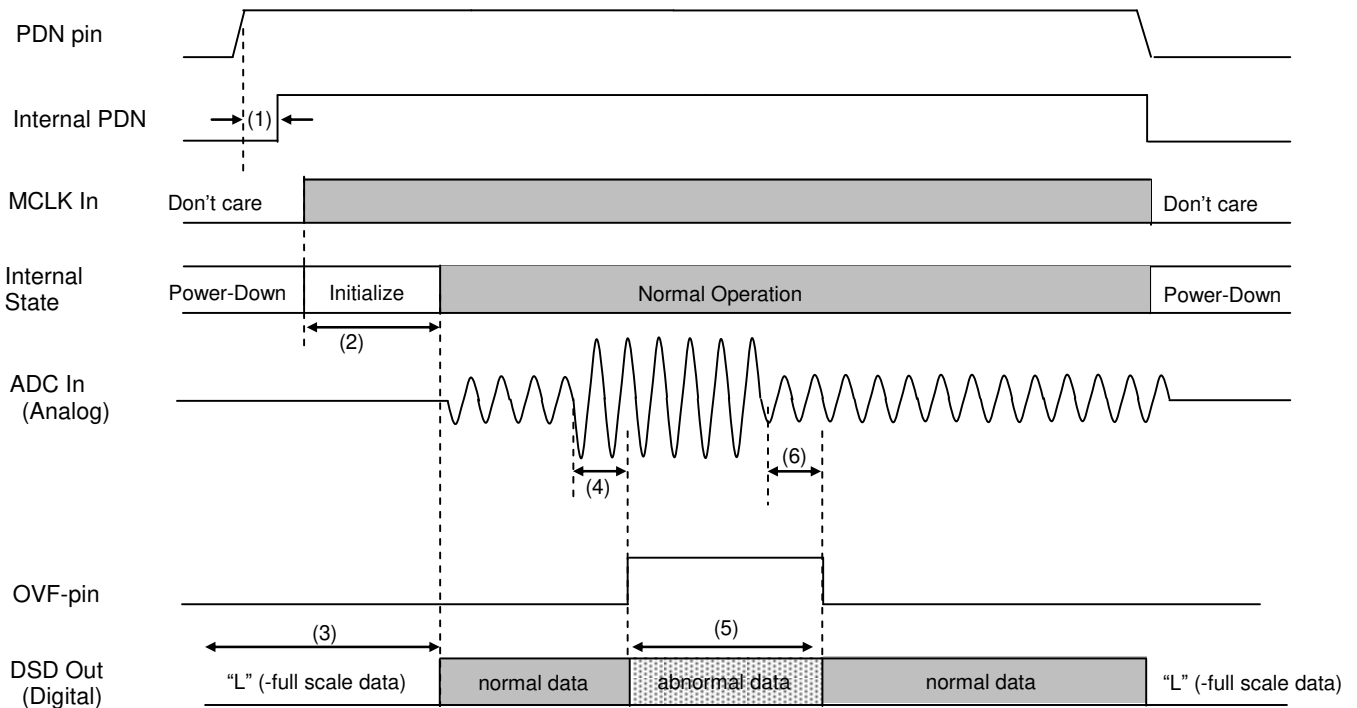 PDN pin
Internal PDN
(1)
MCLK In
Don't care
Don't care
Internal
State
Power-Down
Initialize
Normal Operation
Power-Down
(2)
ADC In
(Analog)
(4)
(6)
OVF-pin
(3)
(5)
DSD Out
(Digital)
“L” (-full scale data)
normal data
abnormal data
normal data
“L” (-full scale data)